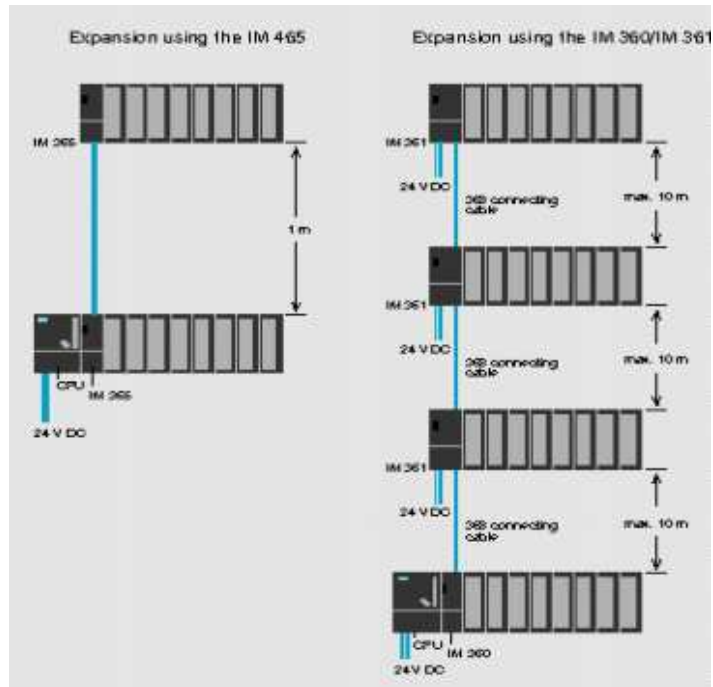 Expansion using the IM 465
IM 365
1 m
CPU
IM 365
24 V DC
Expansion using the IM 360/IM 361
IM 361
24 V DC
368 connecting
cable
max. 10 m
IM 361
24 V DC
368 connecting
cable
max. 10 m
IM 361
24 V DC
368 connecting
cable
max. 10 m
CPU
IM 360
24V DC